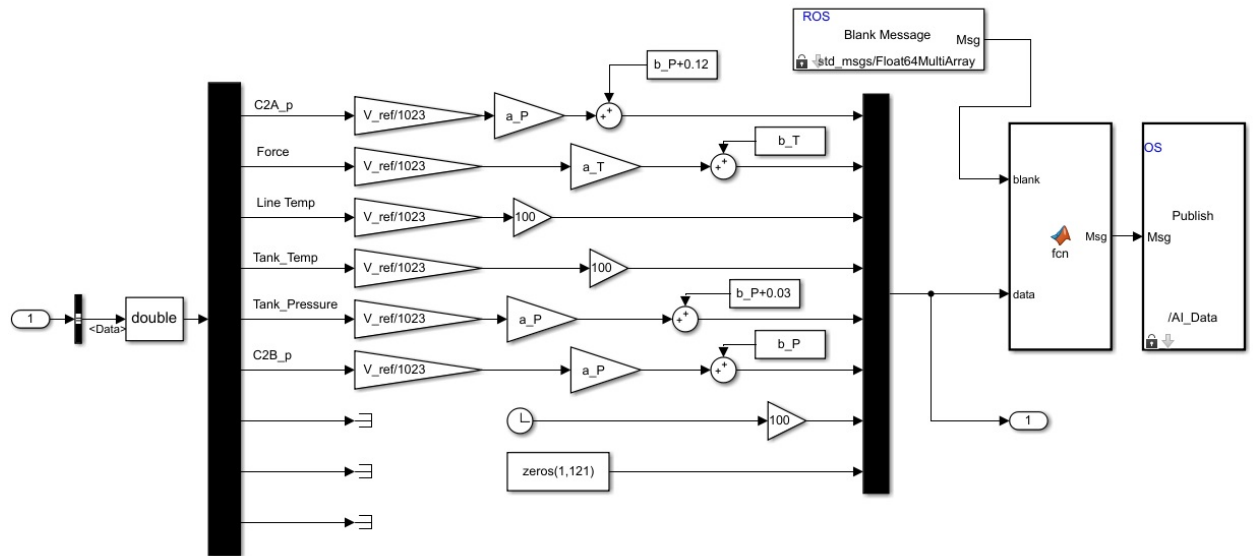 ROS
Blank Message
Msg
std_msgs/Float64MultiArray
b_P+0.12
C2A_p
V_ref/1023
a_P
++
b_T
Force
V_ref/1023
a_T
++
blank
Line Temp
V_ref/1023
100
OS
Publish
Msg
Msg
fcn
/AI_Data
Tank_Temp
V_ref/1023
100
b_P+0.03
data
1
<Data>
double
Tank_Pressure
V_ref/1023
a_P
++
b_P
C2B_p
V_ref/1023
a_P
++
100
1
zeros(1,121)